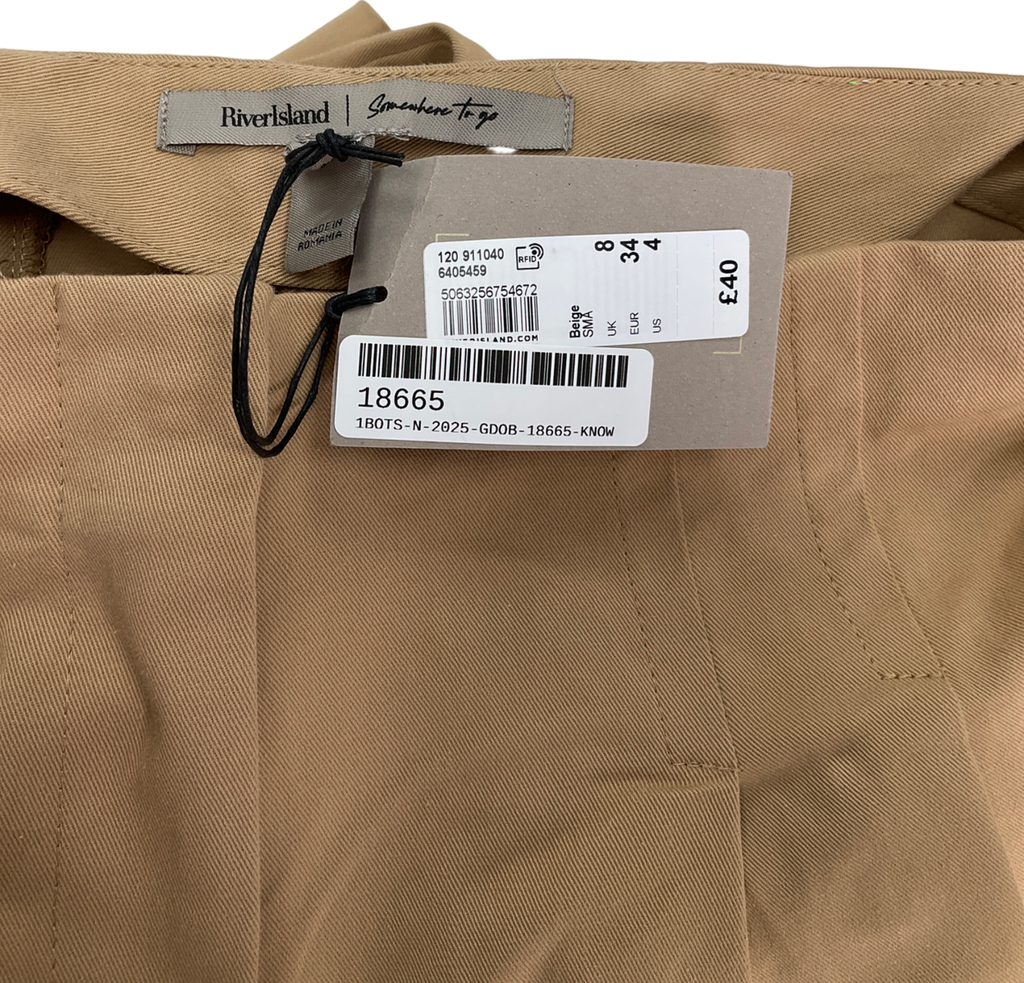 RiverIsland | Somewhere to go
MADE IN
ROMANIA
120 911040
6405459
RFID
5063256754672
Beige
SMA
UK 8
EUR 34
US 4
£40
18665
1BOTS-N-2025-GDOB-18665-KNOW